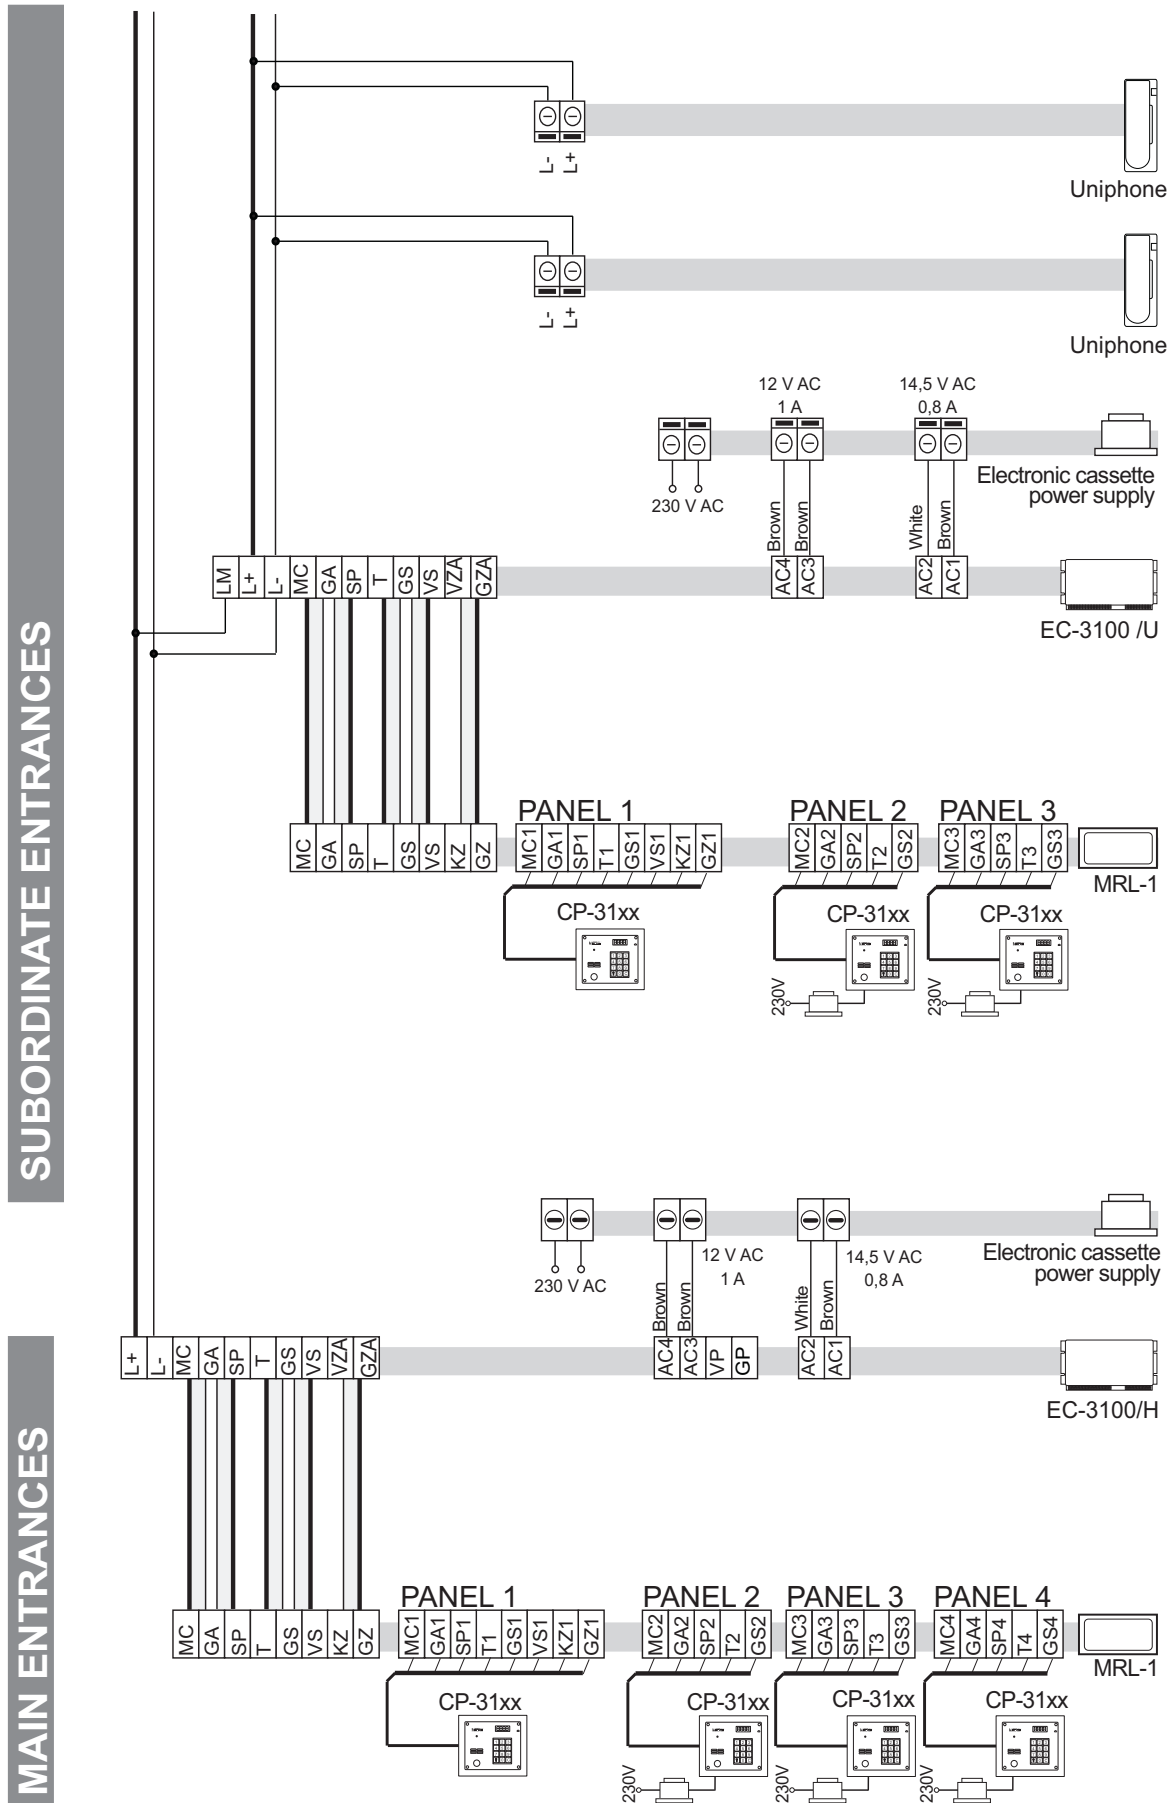 SUBORDINATE ENTRANCES
L-
L+
Uniphone
L-
L+
Uniphone
12 V AC
1 A
14,5 V AC
0,8 A
230 V AC
Electronic cassette
power supply
Brown
Brown
White
Brown
LM
L+
L-
MC
GA
SP
T
GS
VS
VZA
GZA
AC4
AC3
AC2
AC1
EC-3100 /U
PANEL 1
PANEL 2
PANEL 3
MC
GA
SP
T
GS
VS
KZ
GZ
MC1
GA1
SP1
T1
GS1
VS1
KZ1
GZ1
MC2
GA2
SP2
T2
GS2
MC3
GA3
SP3
T3
GS3
MRL-1
CP-31xx
CP-31xx
CP-31xx
230V
230V
MAIN ENTRANCES
230 V AC
12 V AC
1 A
14,5 V AC
0,8 A
Electronic cassette
power supply
Brown
Brown
White
Brown
L+
L-
MC
GA
SP
T
GS
VS
VZA
GZA
AC4
AC3
VP
GP
AC2
AC1
EC-3100/H
PANEL 1
PANEL 2
PANEL 3
PANEL 4
MC
GA
SP
T
GS
VS
KZ
GZ
MC1
GA1
SP1
T1
GS1
VS1
KZ1
GZ1
MC2
GA2
SP2
T2
GS2
MC3
GA3
SP3
T3
GS3
MC4
GA4
SP4
T4
GS4
MRL-1
CP-31xx
CP-31xx
CP-31xx
CP-31xx
230V
230V
230V